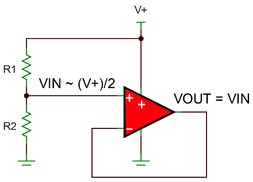 V+
R1
VIN ~ (V+)/2
R2
+
+
−
VOUT = VIN